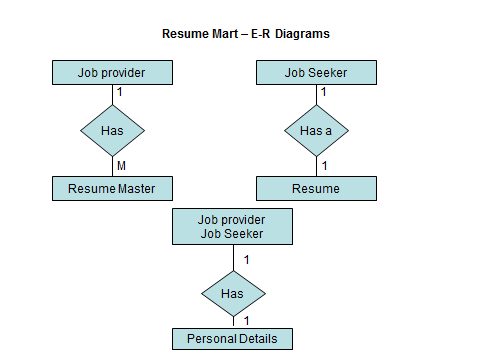 Resume Mart – E-R Diagrams
Job provider
Job Seeker
1
1
Has
Has a
M
1
Resume Master
Resume
Job provider
Job Seeker
1
Has
1
Personal Details